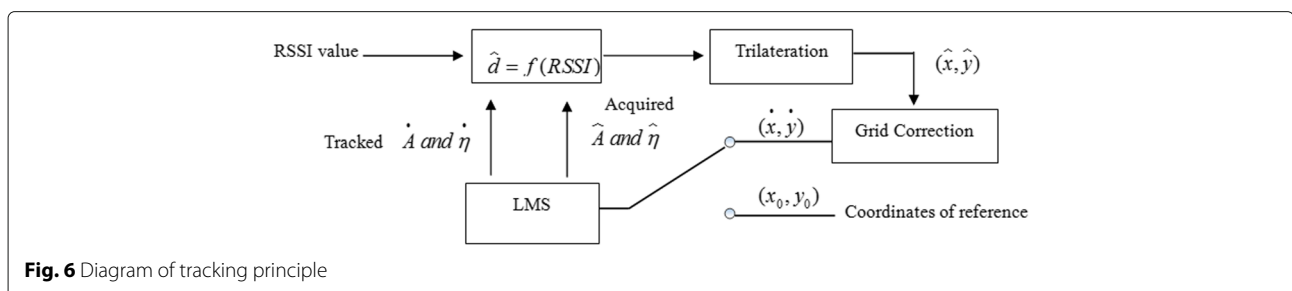 RSSI value
d̂ = f(RSSI)
Trilateration
(x̂, ŷ)
Acquired
Tracked Ȧ and η̇
Â and η̂
(ẋ, ẏ)
Grid Correction
LMS
(x₀, y₀)
Coordinates of reference
Fig. 6 Diagram of tracking principle